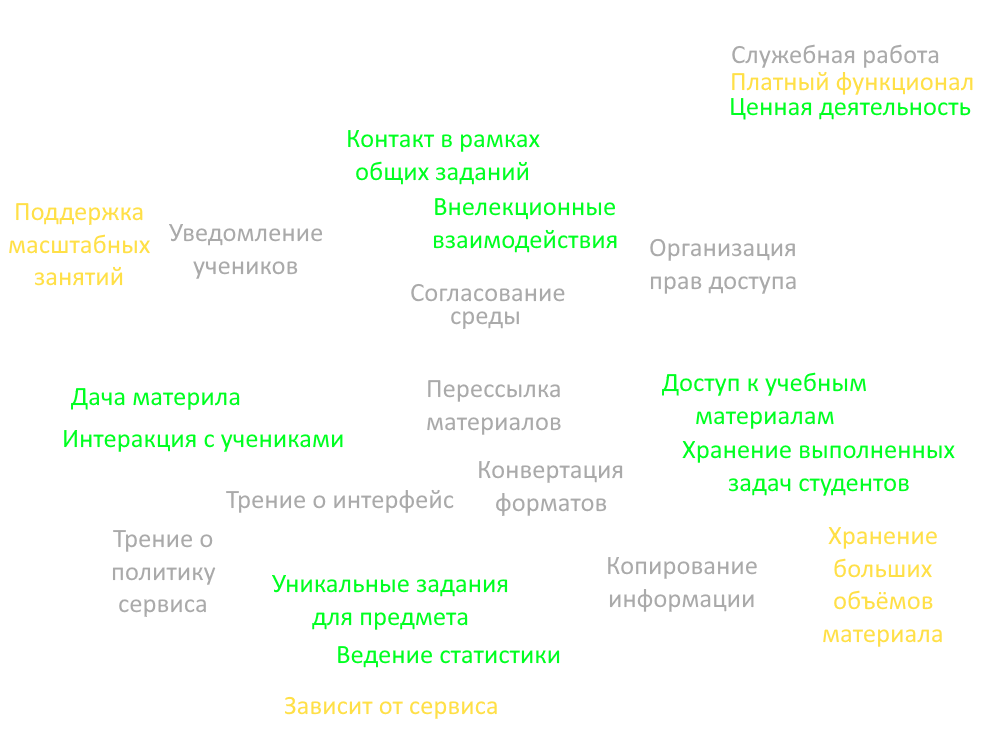 Служебная работа
Платный функционал
Ценная деятельность
Контакт в рамках
общих заданий
Внелекционные
взаимодействия
Поддержка
масштабных
занятий
Уведомление
учеников
Организация
прав доступа
Согласование
среды
Дача материла
Интеракция с учениками
Перессылка
материалов
Доступ к учебным
материалам
Хранение выполненных
задач студентов
Трение о интерфейс
Конвертация
форматов
Трение о
политику
сервиса
Уникальные задания
для предмета
Ведение статистики
Копирование
информации
Хранение
больших
объёмов
материала
Зависит от сервиса